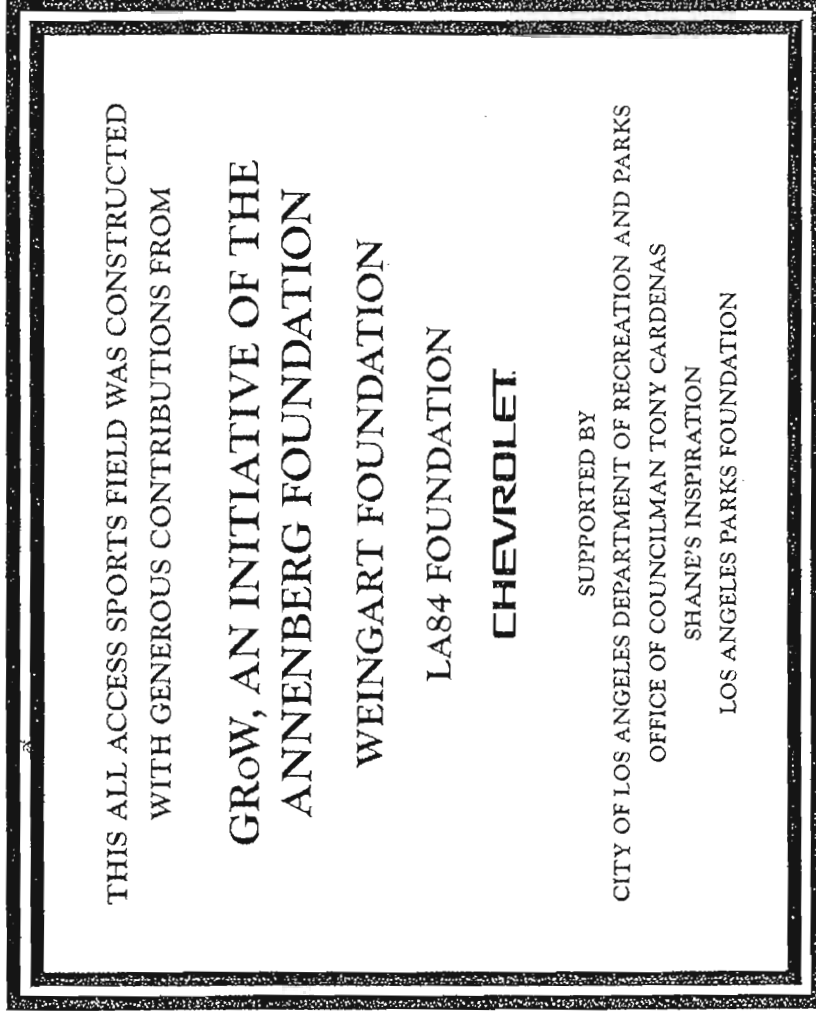 THIS ALL ACCESS SPORTS FIELD WAS CONSTRUCTED
WITH GENEROUS CONTRIBUTIONS FROM
GRoW, AN INITIATIVE OF THE
ANNENBERG FOUNDATION
WEINGART FOUNDATION
LA84 FOUNDATION
CHEVROLET
SUPPORTED BY
CITY OF LOS ANGELES DEPARTMENT OF RECREATION AND PARKS
OFFICE OF COUNCILMAN TONY CARDENAS
SHANE'S INSPIRATION
LOS ANGELES PARKS FOUNDATION